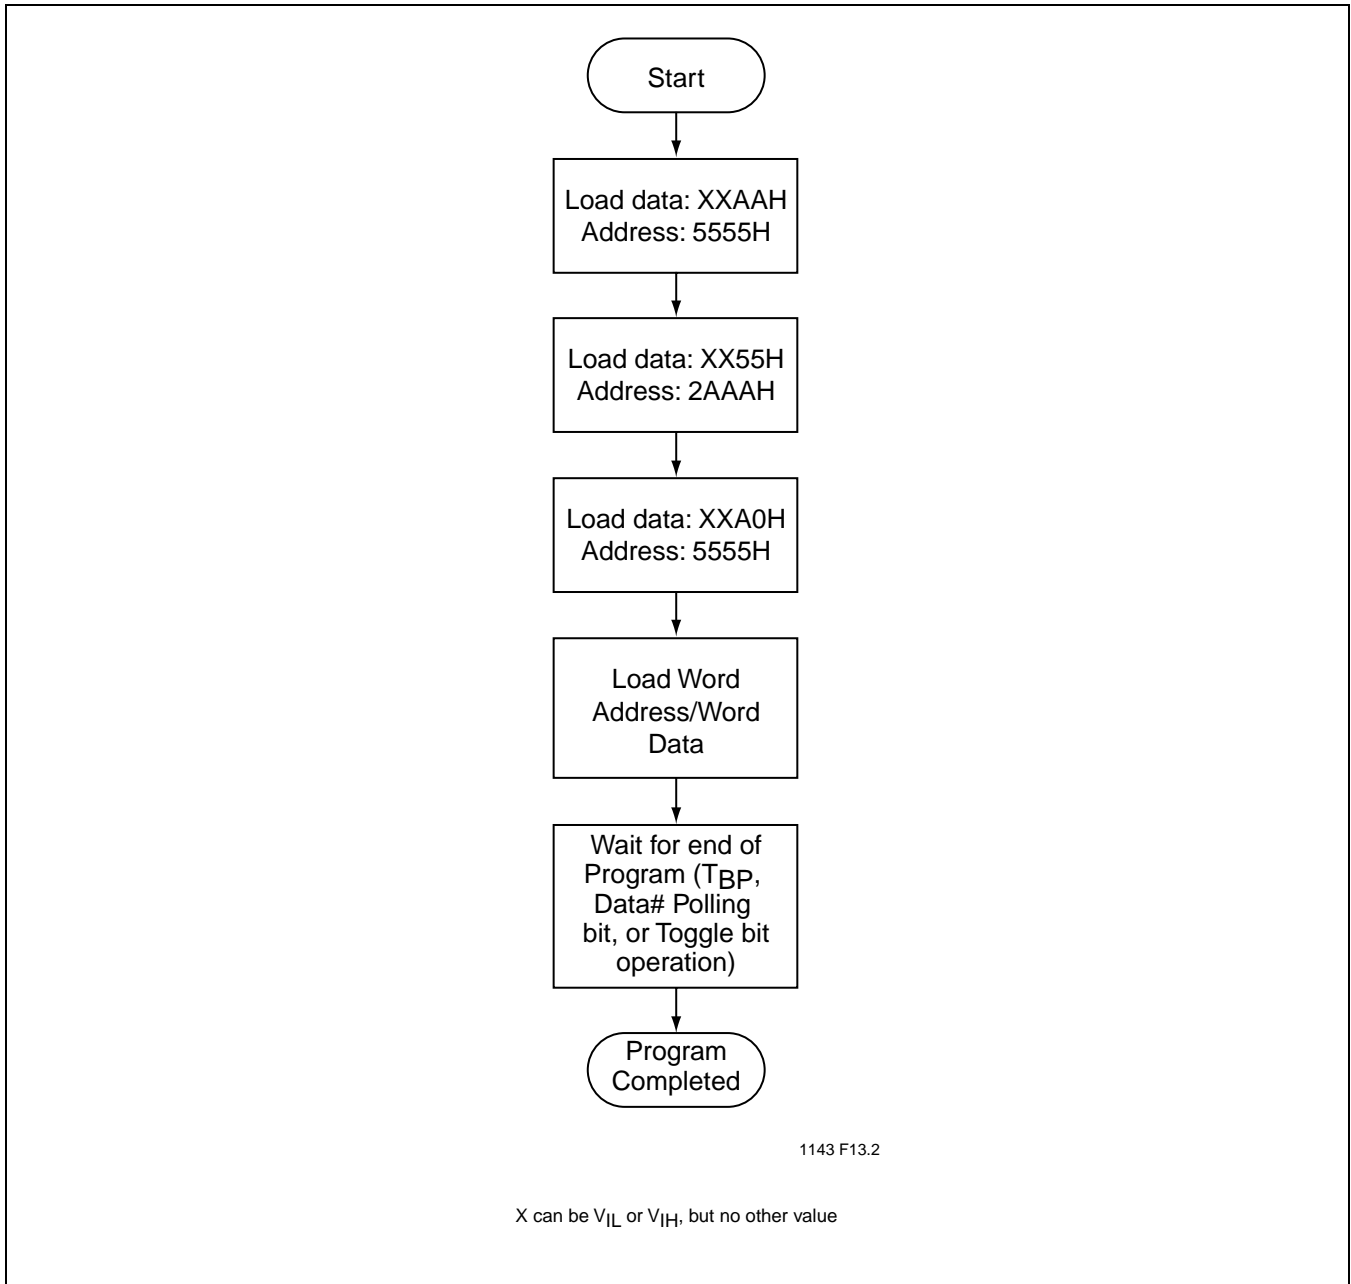 Start
Load data: XXAAH
Address: 5555H
Load data: XX55H
Address: 2AAAH
Load data: XXA0H
Address: 5555H
Load Word
Address/Word
Data
Wait for end of
Program (TBP,
Data# Polling
bit, or Toggle bit
operation)
Program
Completed
1143 F13.2
X can be VIL or VIH, but no other value